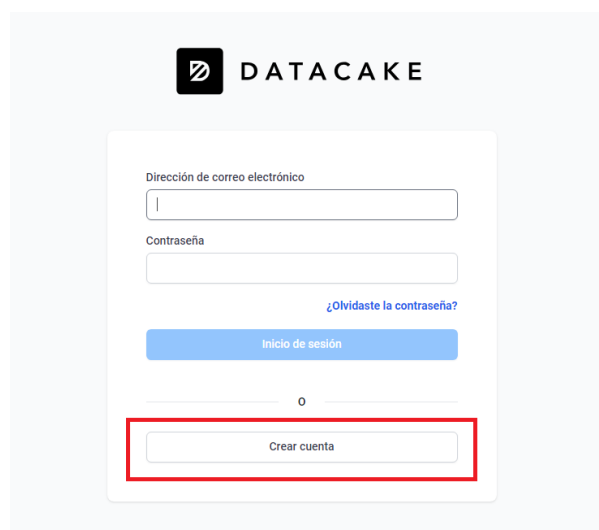 DATACAKE
Dirección de correo electrónico
Contraseña
¿Olvidaste la contraseña?
Inicio de sesión
O
Crear cuenta